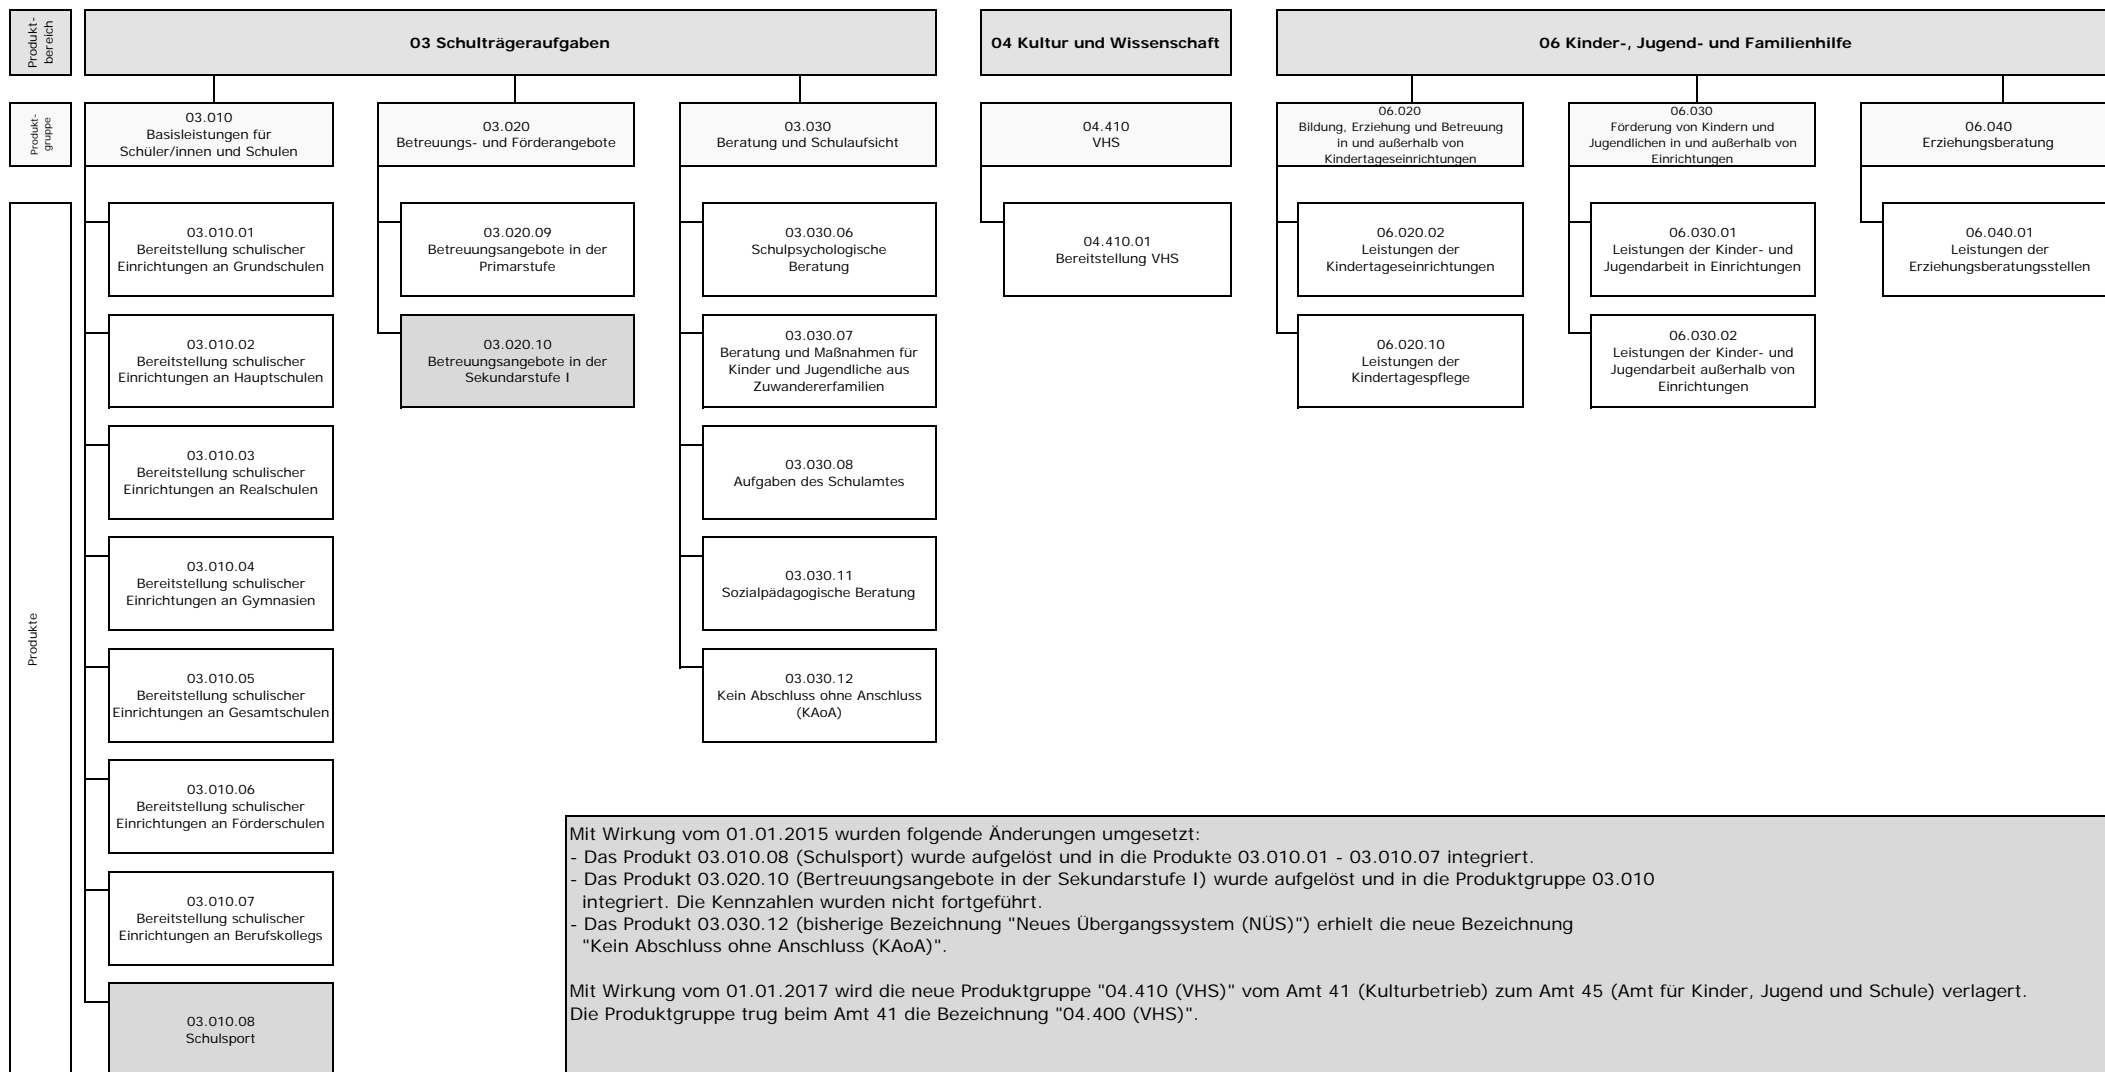 Produkt-
bereich
03 Schulträgeraufgaben
04 Kultur und Wissenschaft
06 Kinder-, Jugend- und Familienhilfe
Produkt-
gruppe
03.010
Basisleistungen für
Schüler/innen und Schulen
03.020
Betreuungs- und Förderangebote
03.030
Beratung und Schulaufsicht
04.410
VHS
06.020
Bildung, Erziehung und Betreuung
in und außerhalb von
Kindertageseinrichtungen
06.030
Förderung von Kindern und
Jugendlichen in und außerhalb von
Einrichtungen
06.040
Erziehungsberatung
Produkte
03.010.01
Bereitstellung schulischer
Einrichtungen an Grundschulen
03.010.02
Bereitstellung schulischer
Einrichtungen an Hauptschulen
03.010.03
Bereitstellung schulischer
Einrichtungen an Realschulen
03.010.04
Bereitstellung schulischer
Einrichtungen an Gymnasien
03.010.05
Bereitstellung schulischer
Einrichtungen an Gesamtschulen
03.010.06
Bereitstellung schulischer
Einrichtungen an Förderschulen
03.010.07
Bereitstellung schulischer
Einrichtungen an Berufskollegs
03.010.08
Schulsport
03.020.09
Betreuungsangebote in der
Primarstufe
03.020.10
Betreuungsangebote in der
Sekundarstufe I
03.030.06
Schulpsychologische
Beratung
03.030.07
Beratung und Maßnahmen für
Kinder und Jugendliche aus
Zuwandererfamilien
03.030.08
Aufgaben des Schulamtes
03.030.11
Sozialpädagogische Beratung
03.030.12
Kein Abschluss ohne Anschluss
(KAoA)
04.410.01
Bereitstellung VHS
06.020.02
Leistungen der
Kindertageseinrichtungen
06.020.10
Leistungen der
Kindertagespflege
06.030.01
Leistungen der Kinder- und
Jugendarbeit in Einrichtungen
06.030.02
Leistungen der Kinder- und
Jugendarbeit außerhalb von
Einrichtungen
06.040.01
Leistungen der
Erziehungsberatungsstellen
Mit Wirkung vom 01.01.2015 wurden folgende Änderungen umgesetzt:
- Das Produkt 03.010.08 (Schulsport) wurde aufgelöst und in die Produkte 03.010.01 - 03.010.07 integriert.
- Das Produkt 03.020.10 (Bertreuungsangebote in der Sekundarstufe I) wurde aufgelöst und in die Produktgruppe 03.010
integriert. Die Kennzahlen wurden nicht fortgeführt.
- Das Produkt 03.030.12 (bisherige Bezeichnung "Neues Übergangssystem (NÜS)") erhielt die neue Bezeichnung
"Kein Abschluss ohne Anschluss (KAoA)".
Mit Wirkung vom 01.01.2017 wird die neue Produktgruppe "04.410 (VHS)" vom Amt 41 (Kulturbetrieb) zum Amt 45 (Amt für Kinder, Jugend und Schule) verlagert.
Die Produktgruppe trug beim Amt 41 die Bezeichnung "04.400 (VHS)".